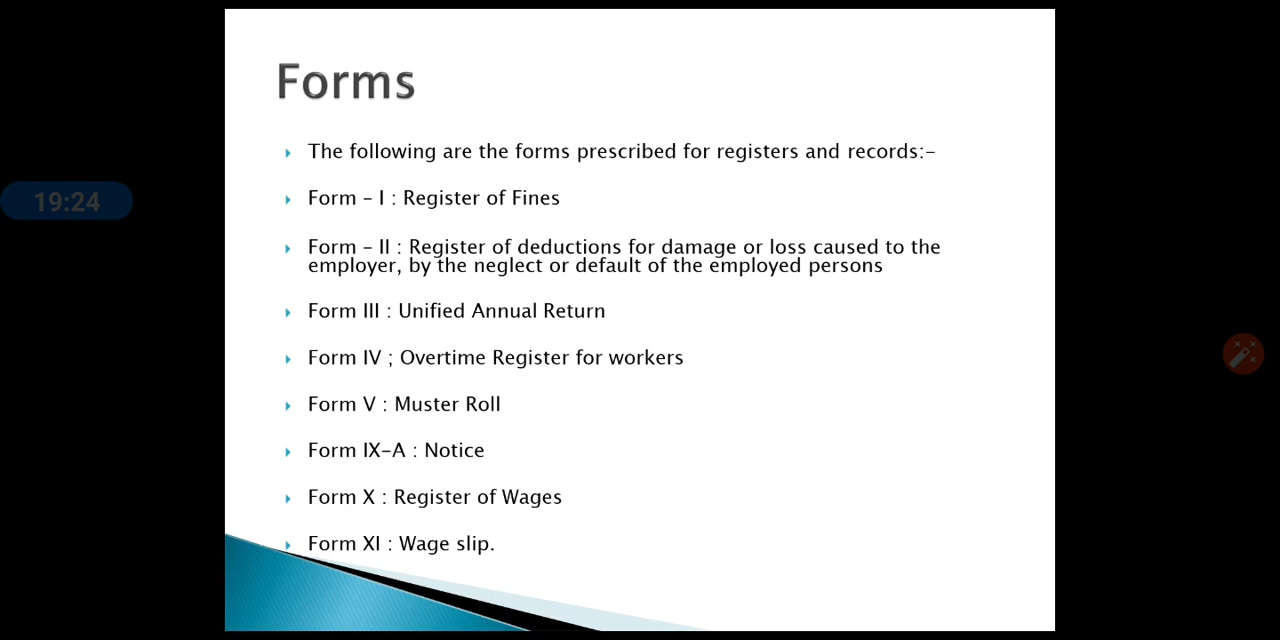 Forms
The following are the forms prescribed for registers and records:-
19:24
Form - I : Register of Fines
Form - II : Register of deductions for damage or loss caused to the
employer, by the neglect or default of the employed persons
Form III : Unified Annual Return
Form IV ; Overtime Register for workers
Form V : Muster Roll
Form IX-A : Notice
Form X : Register of Wages
Form XI : Wage slip.